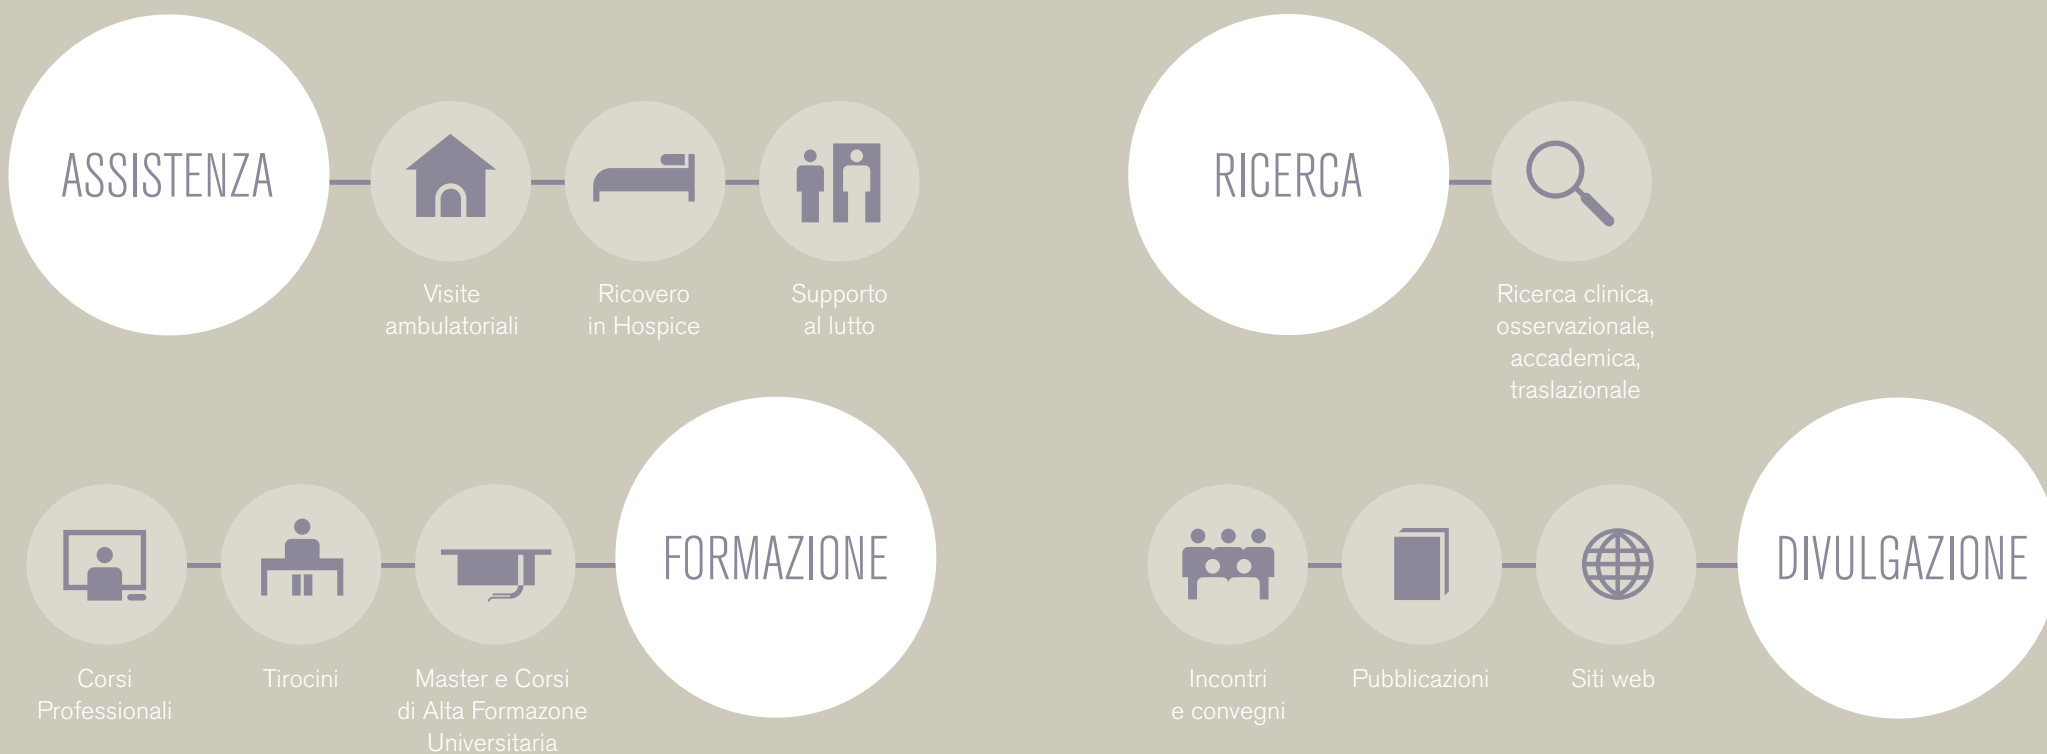 ASSISTENZA
Visite
ambulatoriali
Ricovero
in Hospice
Supporto
al lutto
RICERCA
Ricerca clinica,
osservazionale,
accademica,
traslazionale
Corsi
Professionali
Tirocini
Master e Corsi
di Alta Formazone
Universitaria
FORMAZIONE
Incontri
e convegni
Pubblicazioni
Siti web
DIVULGAZIONE